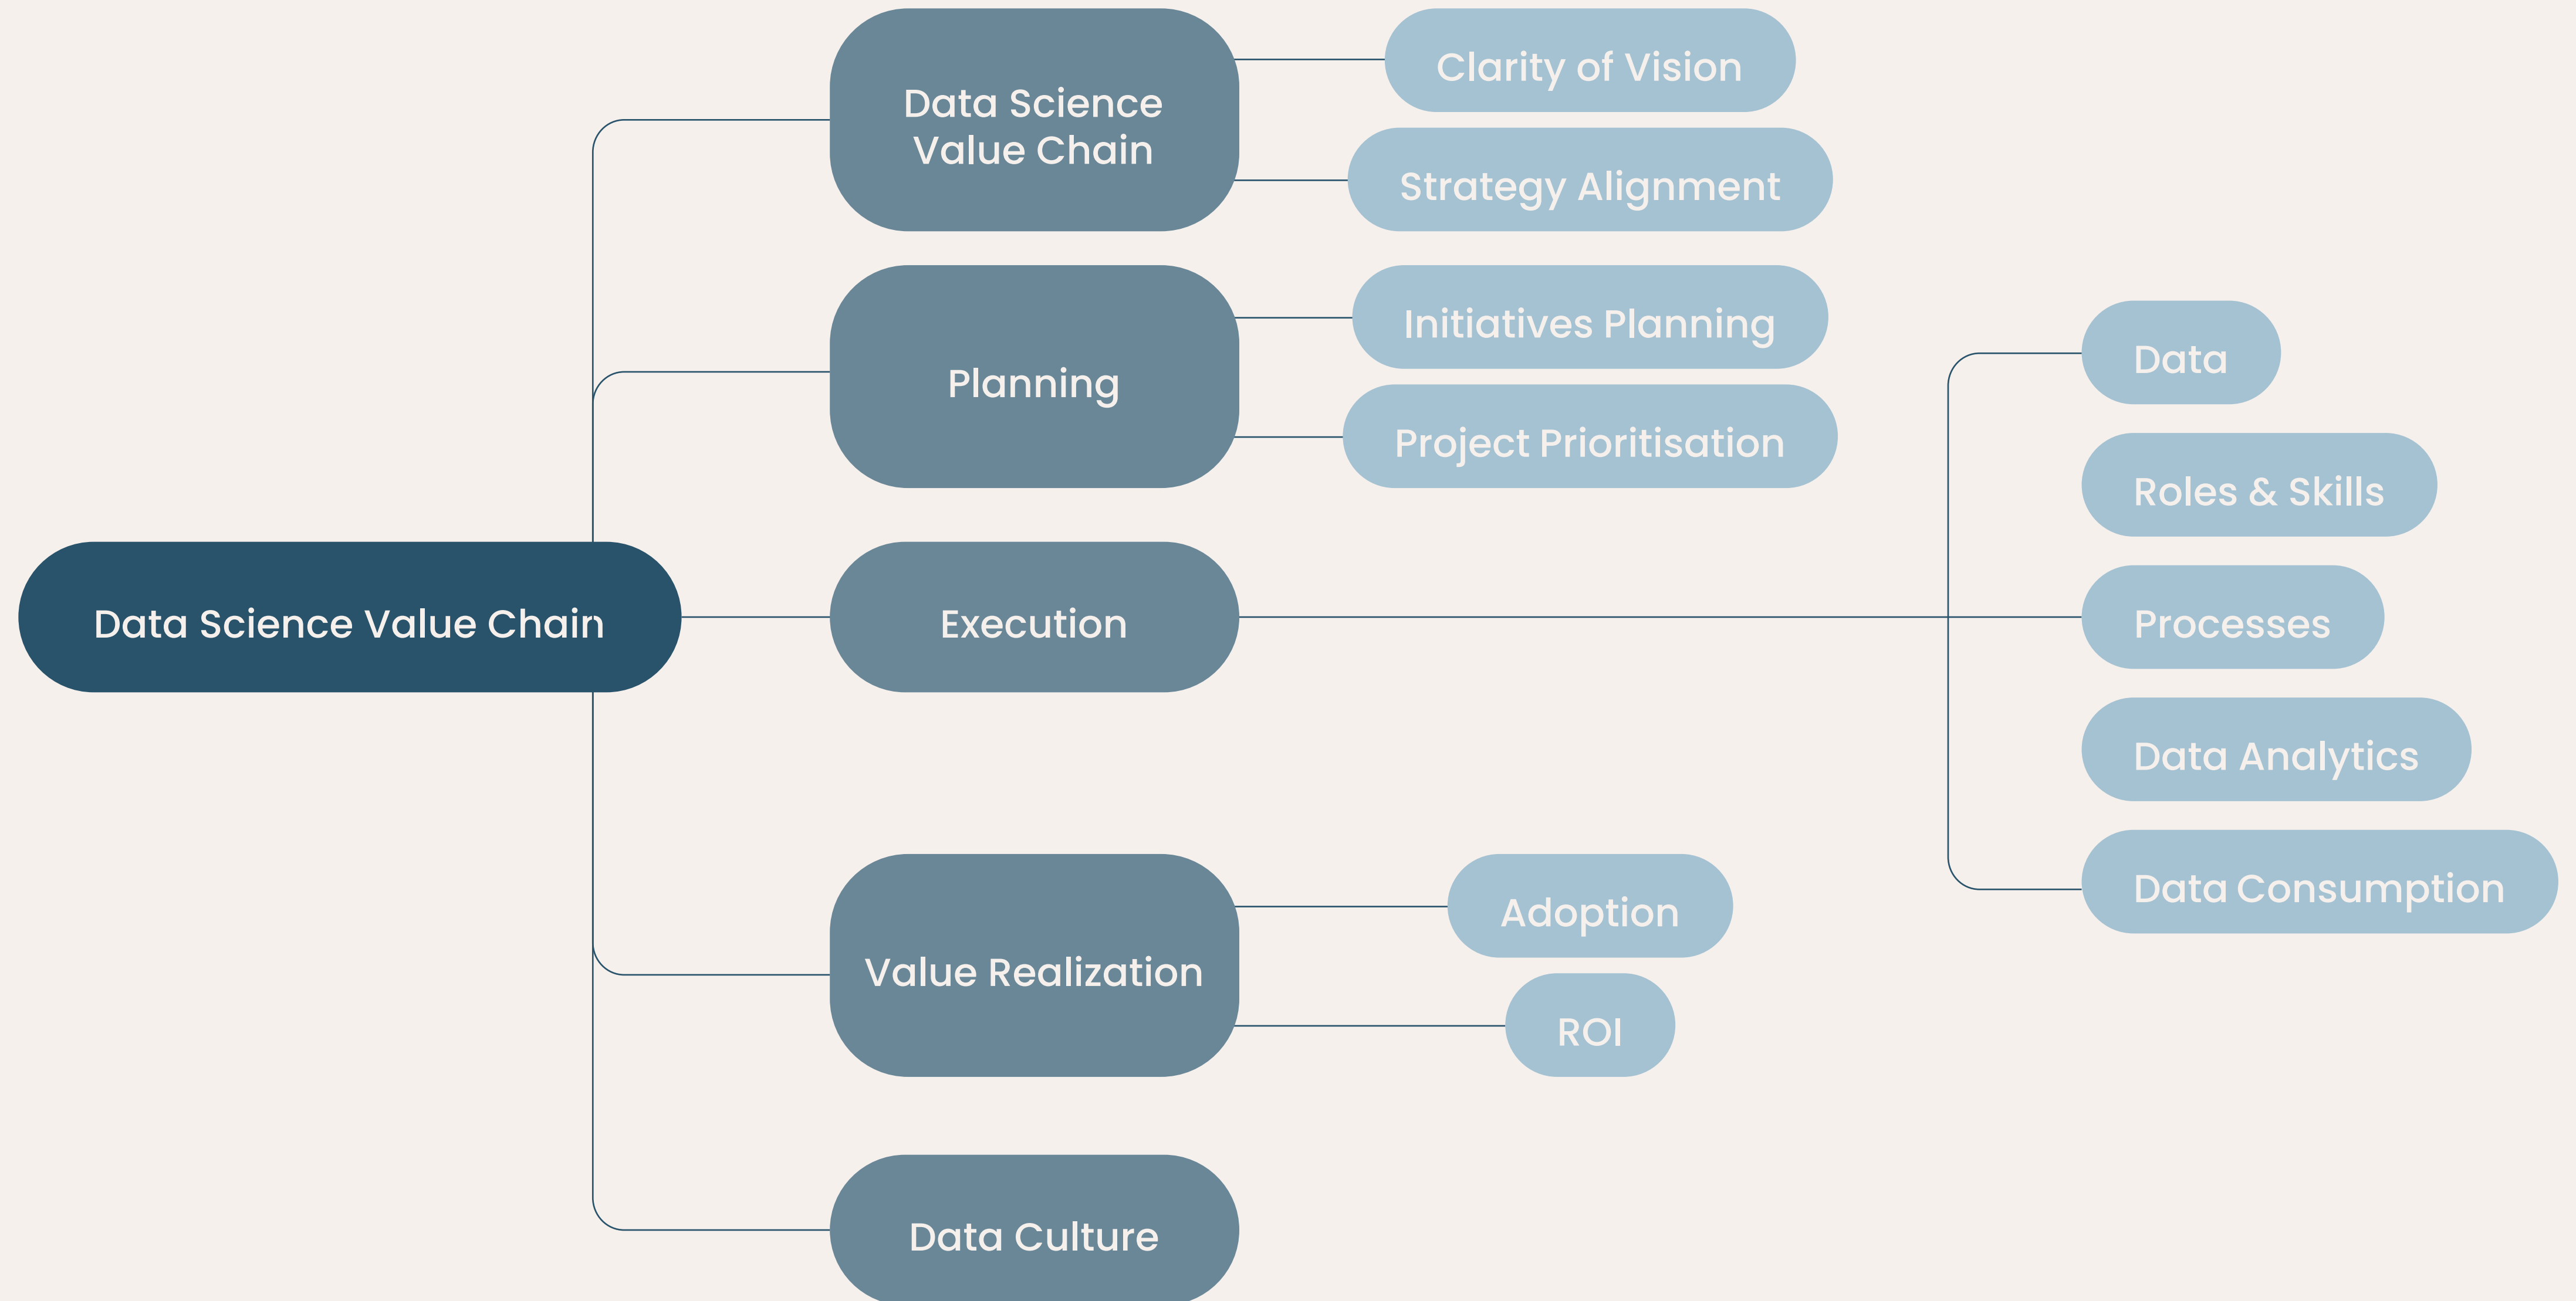 Data Science Value Chain
Data Science
Value Chain
Clarity of Vision
Strategy Alignment
Planning
Initiatives Planning
Project Prioritisation
Execution
Data
Roles & Skills
Processes
Data Analytics
Data Consumption
Value Realization
Adoption
ROI
Data Culture